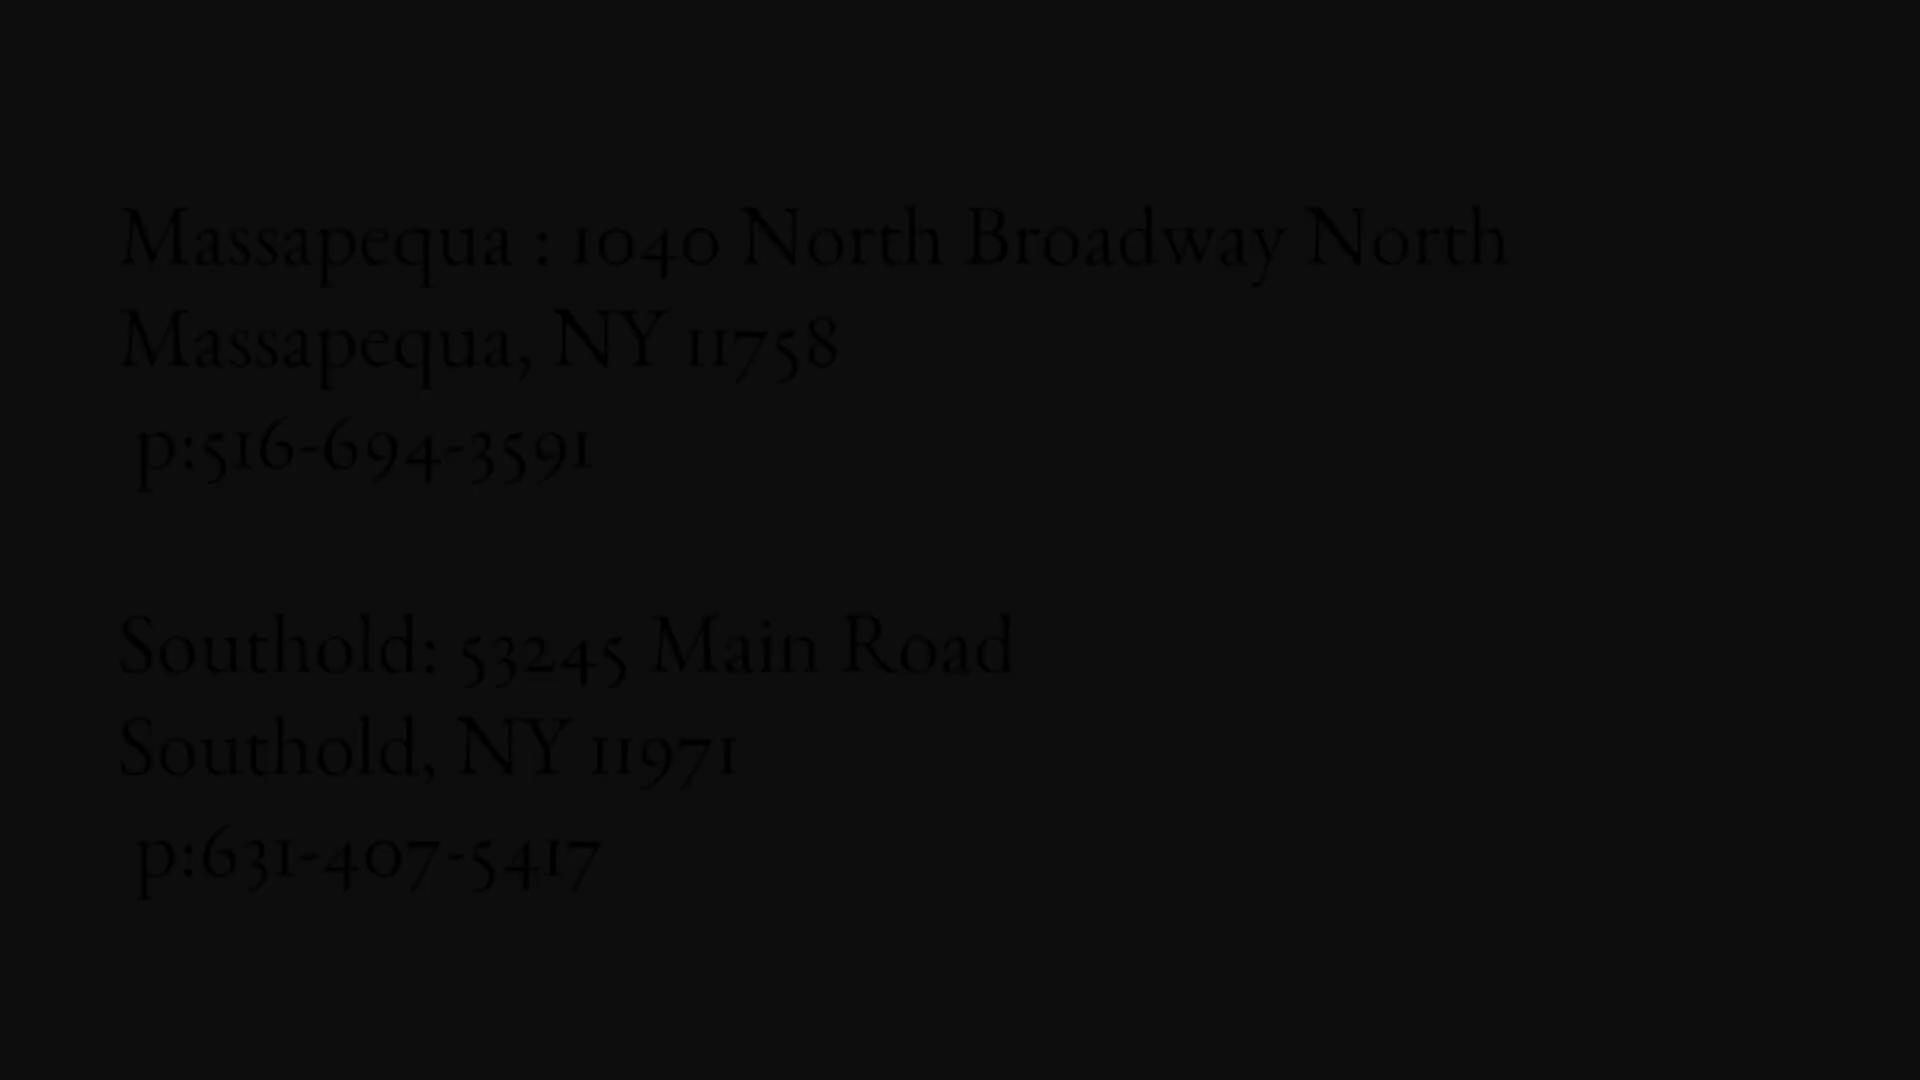 Massapequa : 1040 North Broadway North
Massapequa, NY 11758
p:516-694-3591
Southold: 53245 Main Road
Southold, NY 11971
p:631-407-5417